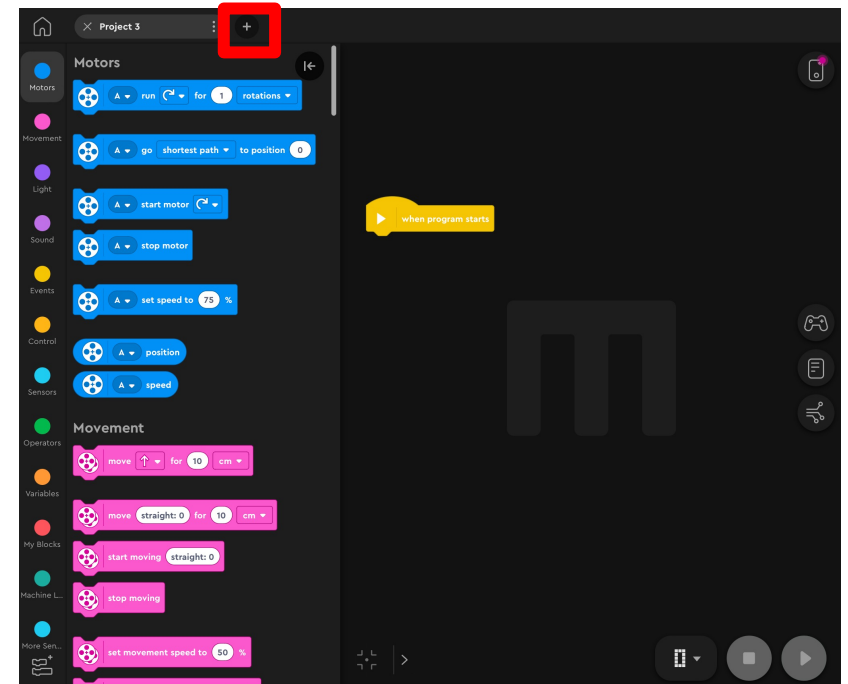 Project 3
+
Motors
Motors
A run for 1 rotations
Movement
A go shortest path to position 0
Light
A start motor
Sound
A stop motor
Events
A set speed to 75 %
Control
A position
Sensors
A speed
Operators
Movement
move for 10 cm
Variables
move straight: 0 for 10 cm
My Blocks
start moving straight: 0
Machine L...
stop moving
More Sen...
set movement speed to 50 %
when program starts